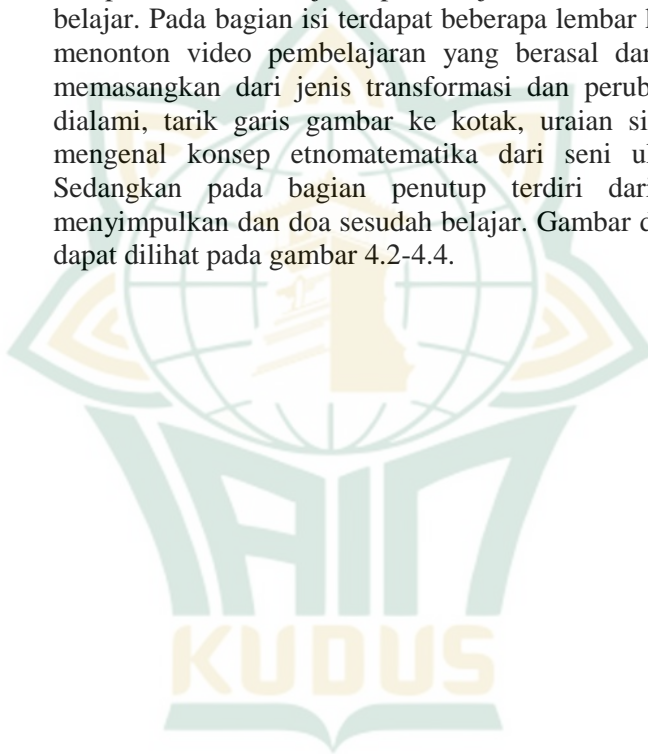 belajar. Pada bagian isi terdapat beberapa lembar
menonton video pembelajaran yang berasal
memasangkan dari jenis transformasi dan
dialami, tarik garis gambar ke kotak, uraian
mengenal konsep etnomatematika dari seni
Sedangkan pada bagian penutup terdiri
menyimpulkan dan doa sesudah belajar. Gambar
dapat dilihat pada gambar 4.2-4.4.
IAIN
KUDUS